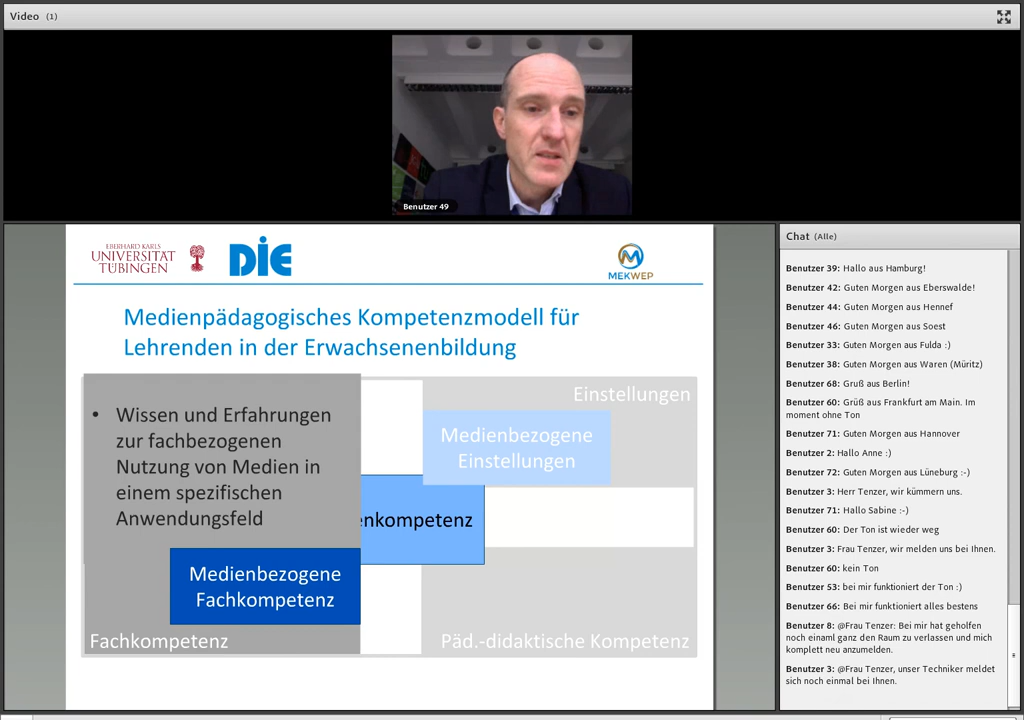 Video (1)
Benutzer 49
EBERHARD KARLS
UNIVERSITÄT
TÜBINGEN
DIE
MEKWEP
Medienpädagogisches Kompetenzmodell für
Lehrenden in der Erwachsenenbildung
• Wissen und Erfahrungen
zur fachbezogenen
Nutzung von Medien in
einem spezifischen
Anwendungsfeld
Einstellungen
Medienbezogene
Einstellungen
enkompetenz
Medienbezogene
Fachkompetenz
Fachkompetenz
Päd.-didaktische Kompetenz
Chat (Alle)
Benutzer 39: Hallo aus Hamburg!
Benutzer 42: Guten Morgen aus Eberswalde!
Benutzer 44: Guten Morgen aus Hennef
Benutzer 46: Guten Morgen aus Soest
Benutzer 33: Guten Morgen aus Fulda :)
Benutzer 38: Guten Morgen aus Waren (Müritz)
Benutzer 68: Gruß aus Berlin!
Benutzer 60: Grüß aus Frankfurt am Main. Im
moment ohne Ton
Benutzer 71: Guten Morgen aus Hannover
Benutzer 2: Hallo Anne :)
Benutzer 72: Guten Morgen aus Lüneburg :-)
Benutzer 3: Herr Tenzer, wir kümmern uns.
Benutzer 71: Hallo Sabine :-)
Benutzer 60: Der Ton ist wieder weg
Benutzer 3: Frau Tenzer, wir melden uns bei Ihnen.
Benutzer 60: kein Ton
Benutzer 53: bei mir funktioniert der Ton :)
Benutzer 66: Bei mir funktioniert alles bestens
Benutzer 8: @Frau Tenzer: Bei mir hat geholfen
noch einaml ganz den Raum zu verlassen und mich
komplett neu anzumelden.
Benutzer 3: @Frau Tenzer, unser Techniker meldet
sich noch einmal bei Ihnen.